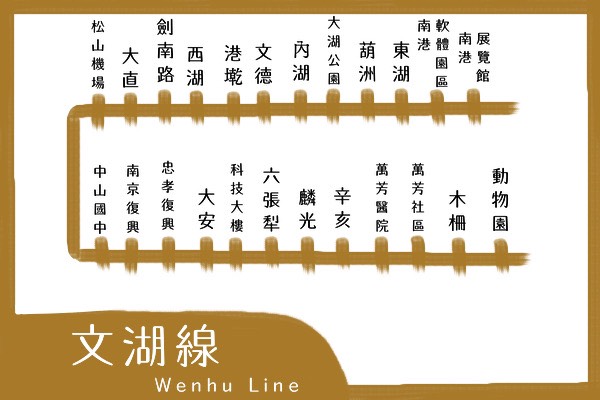 松山機場
大直
劍南路
西湖
港墘
文德
內湖
大湖公園
葫洲
東湖
南港軟體園區
南港展覽館
中山國中
南京復興
忠孝復興
大安
科技大樓
六張犁
麟光
辛亥
萬芳醫院
萬芳社區
木柵
動物園
文湖線
Wenhu Line